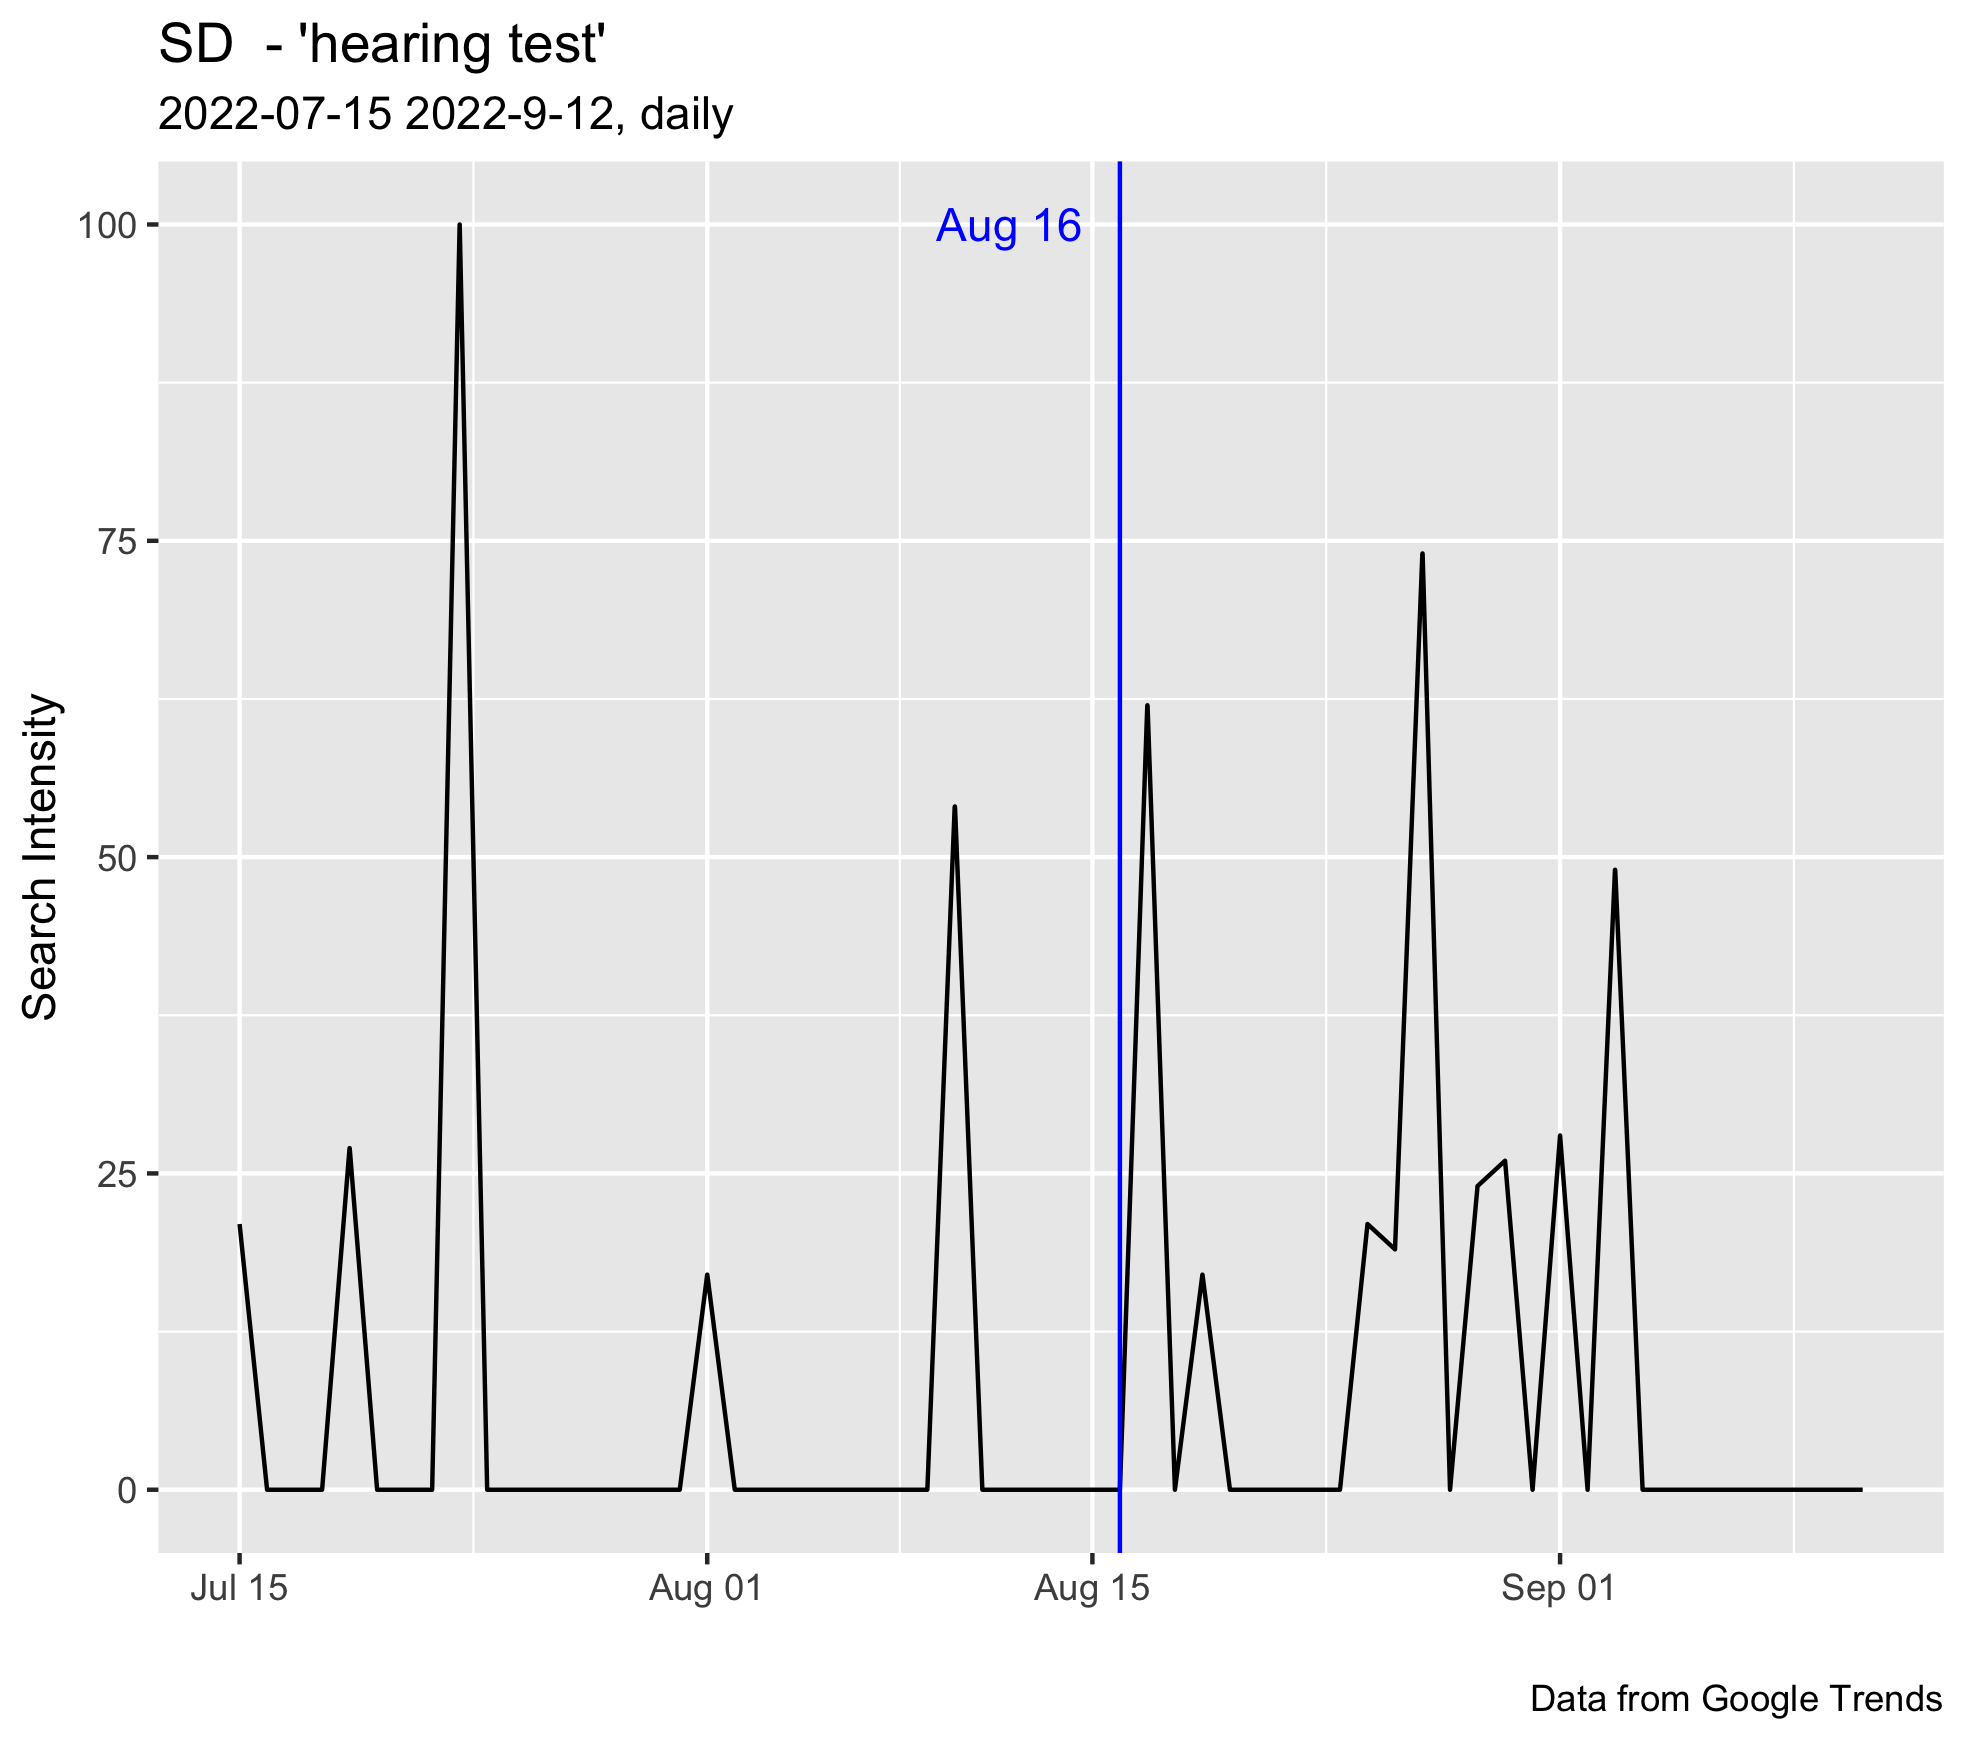 SD  - 'hearing test'
2022-07-15 2022-9-12, daily
Aug 16
100
75
50
25
0
Search Intensity
Jul 15
Aug 01
Aug 15
Sep 01
Data from Google Trends